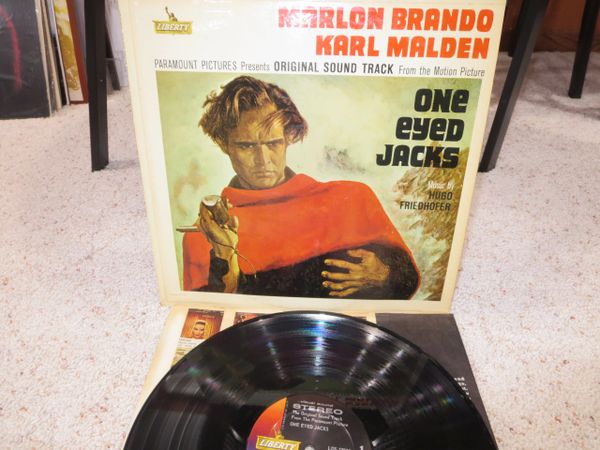 LIBERTY
MARLON BRANDO
KARL MALDEN
PARAMOUNT PICTURES Presents ORIGINAL SOUND TRACK From the Motion Picture
ONE
EYED
JACKS
Music by
HUGO
FRIEDHOFER
STEREO
The Original Sound Track
From The Paramount Picture
ONE EYED JACKS
LIBERTY
1